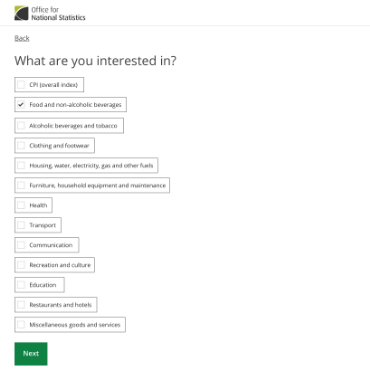 Office for
National Statistics
Back
What are you interested in?
CPI (overall index)
Food and non-alcoholic beverages
Alcoholic beverages and tobacco
Clothing and footwear
Housing, water, electricity, gas and other fuels
Furniture, household equipment and maintenance
Health
Transport
Communication
Recreation and culture
Education
Restaurants and hotels
Miscellaneous goods and services
Next